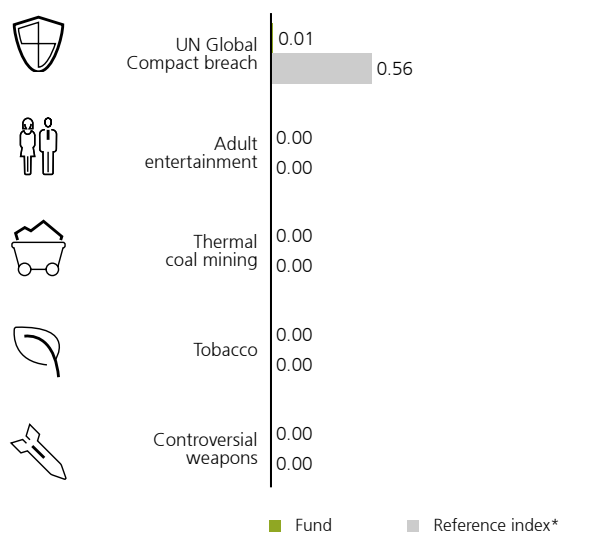 UN Global
Compact breach
0.01
0.56
Adult
entertainment
0.00
0.00
Thermal
coal mining
0.00
0.00
Tobacco
0.00
0.00
Controversial
weapons
0.00
0.00
Fund
Reference index*